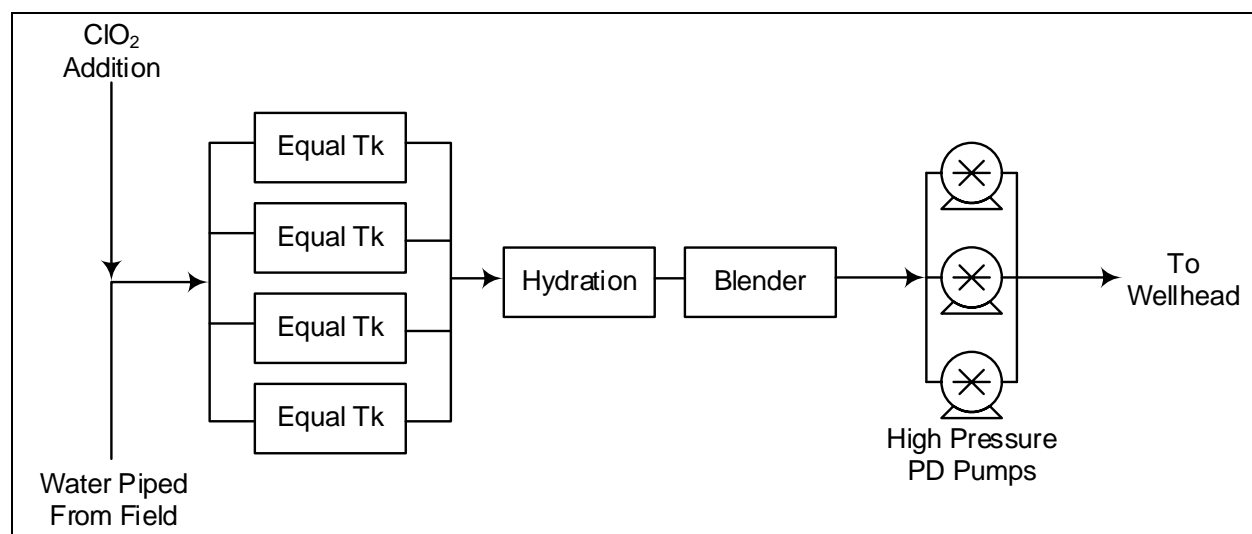 ClO₂
Addition
Equal Tk
Equal Tk
Equal Tk
Equal Tk
Hydration
Blender
To
Wellhead
High Pressure
PD Pumps
Water Piped
From Field